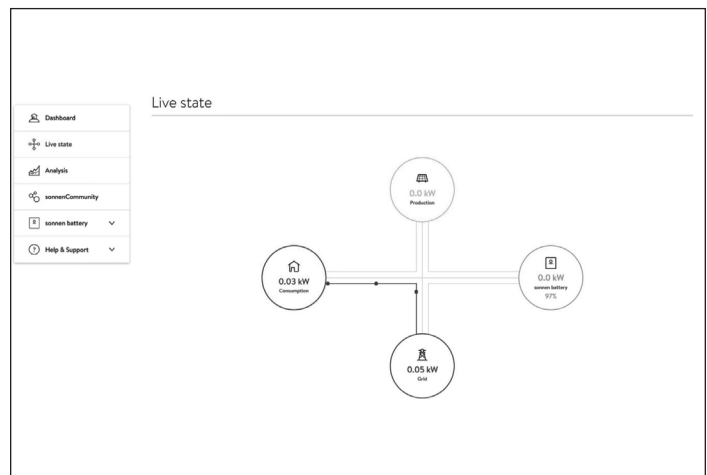 Live state
Dashboard
Live state
Analysis
sonnenCommunity
sonnen battery
Help & Support
0.0 kW
Production
0.03 kW
Consumption
0.0 kW
sonnen battery
97%
0.05 kW
Grid